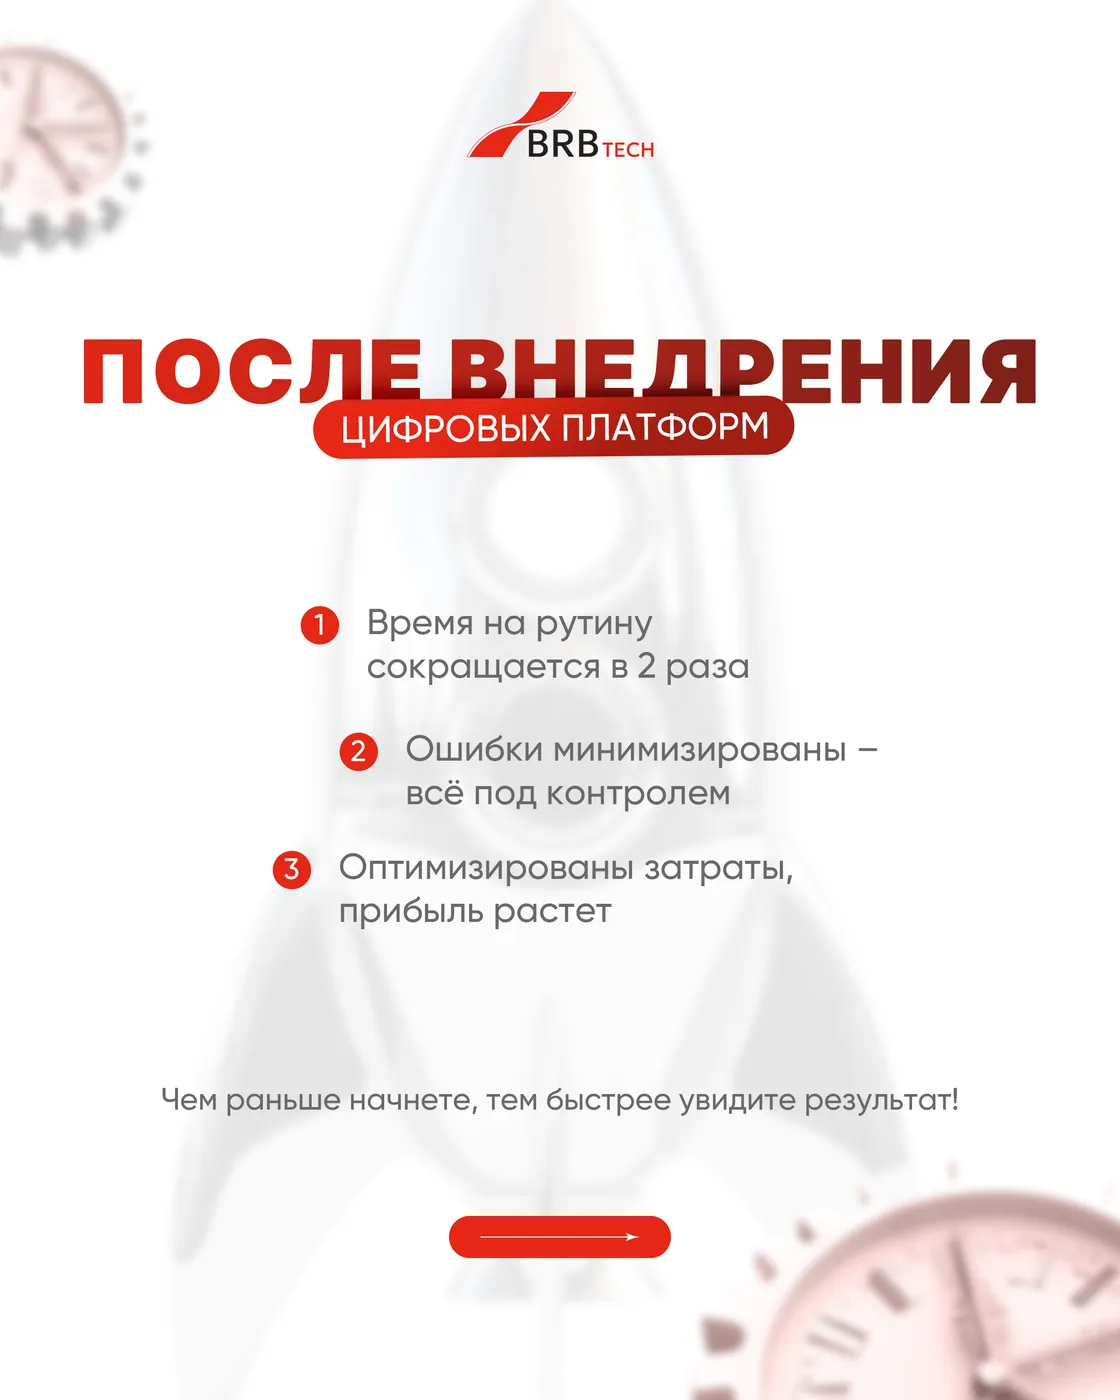 BRB TECH
ПОСЛЕ ВНЕДРЕНИЯ
ЦИФРОВЫХ ПЛАТФОРМ
1 Время на рутину
сокращается в 2 раза
2 Ошибки минимизированы –
всё под контролем
3 Оптимизированы затраты,
прибыль растет
Чем раньше начнете, тем быстрее увидите результат!